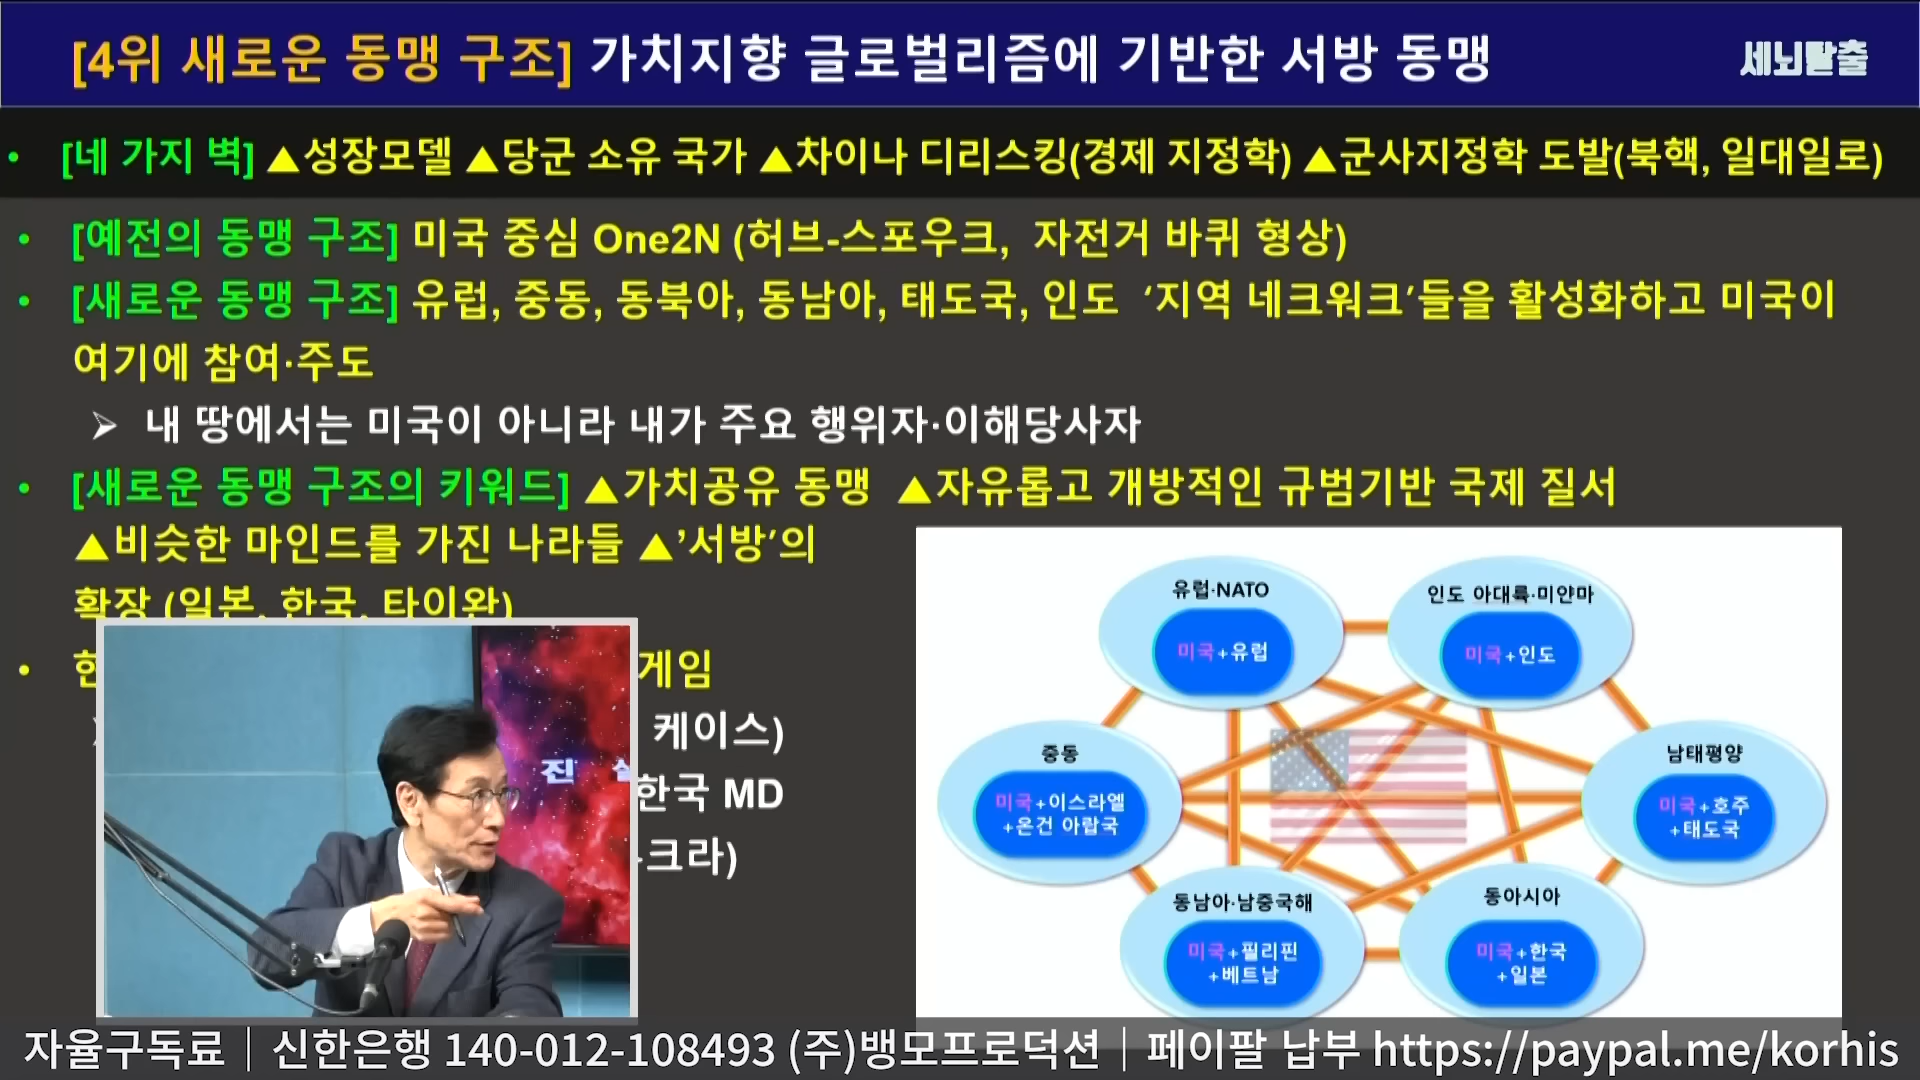 [4위 새로운 동맹 구조] 가치지향 글로벌리즘에 기반한 서방 동맹
세뇌탈출
• [네 가지 벽] ▲성장모델 ▲당군 소유 국가 ▲차이나 디리스킹(경제 지정학) ▲군사지정학 도발(북핵, 일대일로)
• [예전의 동맹 구조] 미국 중심 One2N (허브-스포우크, 자전거 바퀴 형상)
• [새로운 동맹 구조] 유럽, 중동, 동북아, 동남아, 태도국, 인도 ‘지역 네크워크’들을 활성화하고 미국이
여기에 참여·주도
➢ 내 땅에서는 미국이 아니라 내가 주요 행위자·이해당사자
• [새로운 동맹 구조의 키워드] ▲가치공유 동맹 ▲자유롭고 개방적인 규범기반 국제 질서
▲비슷한 마인드를 가진 나라들 ▲’서방’의
확장 (일본, 한국, 타이완)
게임
케이스)
한국 MD
크라)
진
유럽·NATO
미국+유럽
인도 아대륙·미얀마
미국+인도
중동
미국+이스라엘
+온건 아랍국
남태평양
미국+호주
+태도국
동남아·남중국해
미국+필리핀
+베트남
동아시아
미국+한국
+일본
자율구독료｜신한은행 140-012-108493 (주)뱅모프로덕션｜페이팔 납부 https://paypal.me/korhis